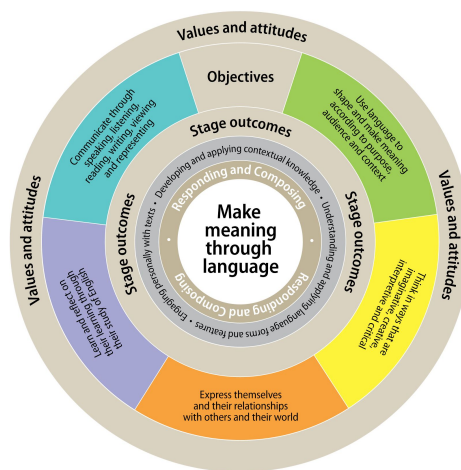 Values and attitudes
Values and attitudes
Values and attitudes
Objectives
Communicate through
speaking, listening,
reading, writing, viewing
and representing
Use language to
shape and make meaning
according to purpose,
audience and context
Think in ways that are
imaginative, creative,
interpretive and critical
Express themselves
and their relationships
with others and their world
Learn and reflect on
their learning through
their study of English
Stage outcomes
Stage outcomes
Stage outcomes
Developing and applying contextual knowledge • Understanding and applying language forms and features • Engaging personally with texts •
Responding and Composing •
Responding and Composing •
Make
meaning
through
language